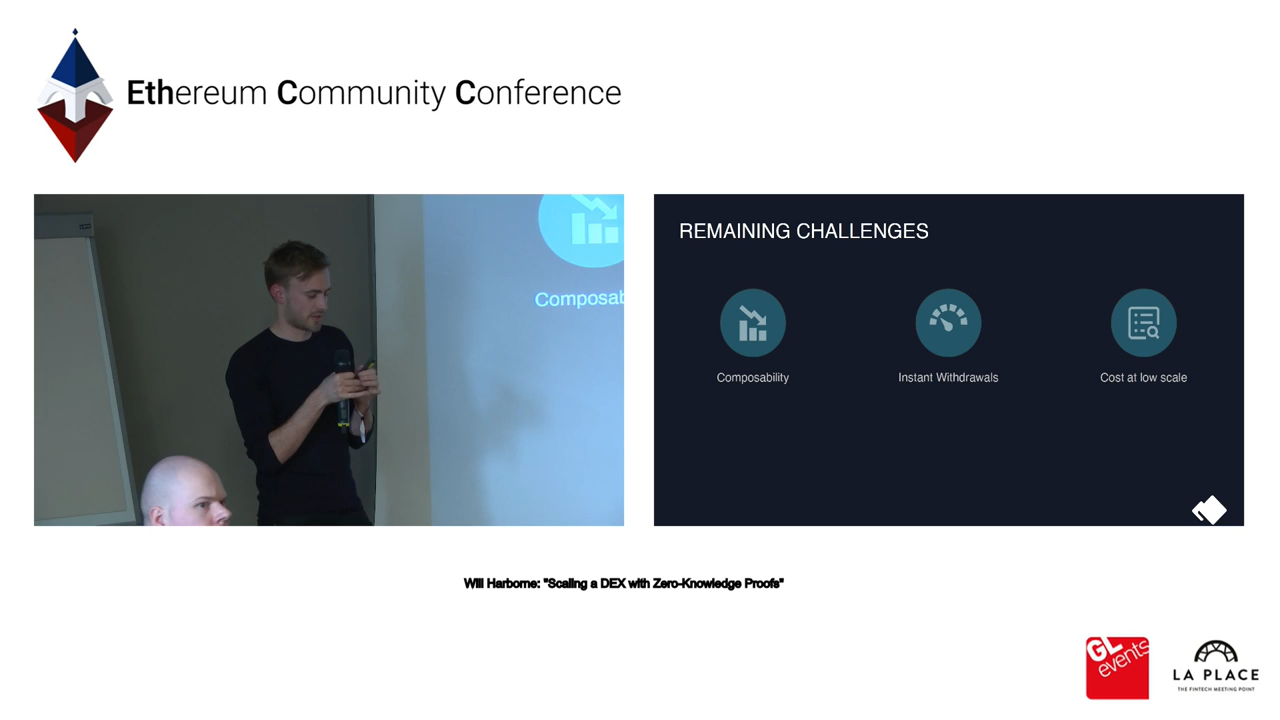 Ethereum Community Conference
Composab
REMAINING CHALLENGES
Composability
Instant Withdrawals
Cost at low scale
Will Harborne: "Scaling a DEX with Zero-Knowledge Proofs"
GL events
LA PLACE
THE FINTECH MEETING POINT